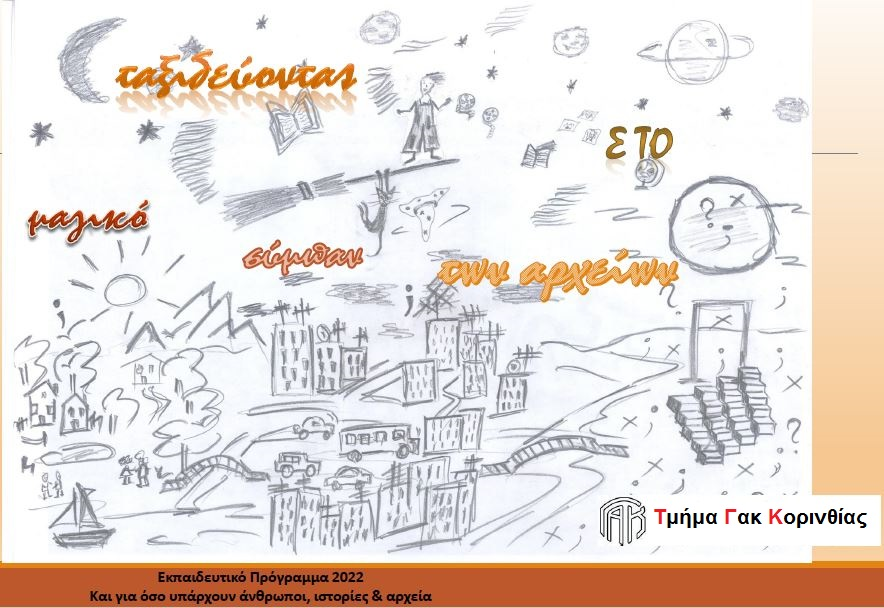 ταξιδεύοντας
ΣΤΟ
μαγικό
σύμπαν
των αρχείων
ΓΑΚ
Τμήμα Γακ Κορινθίας
Εκπαιδευτικό Πρόγραμμα 2022
Και για όσο υπάρχουν άνθρωποι, ιστορίες & αρχεία